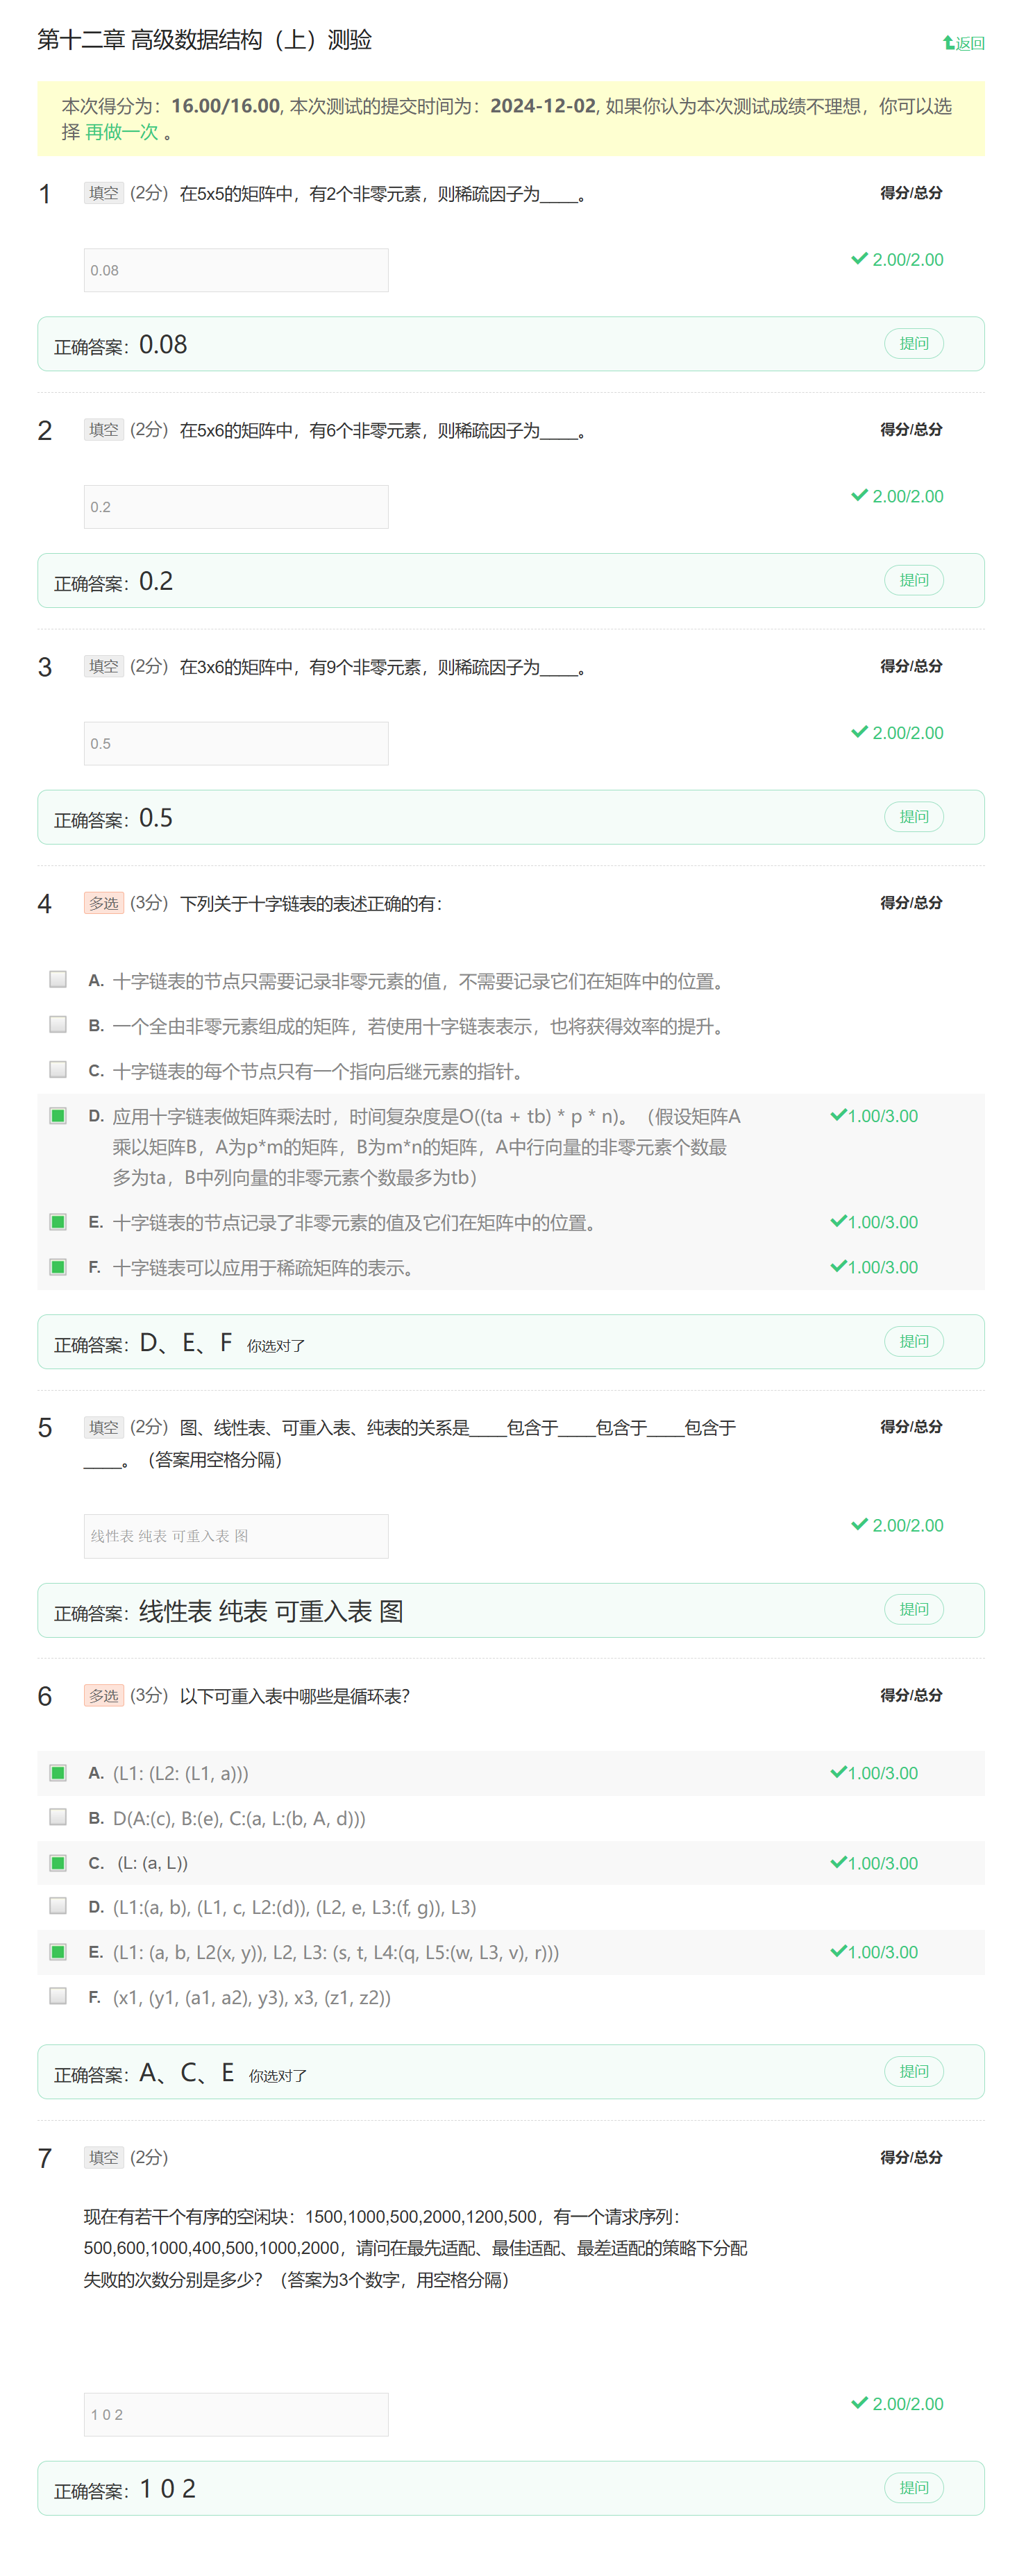 第十二章 高级数据结构（上）测验
返回
本次得分为：16.00/16.00, 本次测试的提交时间为：2024-12-02, 如果你认为本次测试成绩不理想，你可以选
择 再做一次 。
1 填空 (2分) 在5x5的矩阵中，有2个非零元素，则稀疏因子为____。 得分/总分
0.08 2.00/2.00
正确答案：0.08 提问
2 填空 (2分) 在5x6的矩阵中，有6个非零元素，则稀疏因子为____。 得分/总分
0.2 2.00/2.00
正确答案：0.2 提问
3 填空 (2分) 在3x6的矩阵中，有9个非零元素，则稀疏因子为____。 得分/总分
0.5 2.00/2.00
正确答案：0.5 提问
4 多选 (3分) 下列关于十字链表的表述正确的有： 得分/总分
A. 十字链表的节点只需要记录非零元素的值，不需要记录它们在矩阵中的位置。
B. 一个全由非零元素组成的矩阵，若使用十字链表表示，也将获得效率的提升。
C. 十字链表的每个节点只有一个指向后继元素的指针。
D. 应用十字链表做矩阵乘法时，时间复杂度是O((ta + tb) * p * n)。（假设矩阵A 1.00/3.00
乘以矩阵B，A为p*m的矩阵，B为m*n的矩阵，A中行向量的非零元素个数最
多为ta，B中列向量的非零元素个数最多为tb）
E. 十字链表的节点记录了非零元素的值及它们在矩阵中的位置。 1.00/3.00
F. 十字链表可以应用于稀疏矩阵的表示。 1.00/3.00
正确答案：D、E、F 你选对了 提问
5 填空 (2分) 图、线性表、可重入表、纯表的关系是____包含于____包含于____包含于 得分/总分
____。（答案用空格分隔）
线性表 纯表 可重入表 图 2.00/2.00
正确答案：线性表 纯表 可重入表 图 提问
6 多选 (3分) 以下可重入表中哪些是循环表？ 得分/总分
A. (L1: (L2: (L1, a))) 1.00/3.00
B. D(A:(c), B:(e), C:(a, L:(b, A, d)))
C. (L: (a, L)) 1.00/3.00
D. (L1:(a, b), (L1, c, L2:(d)), (L2, e, L3:(f, g)), L3)
E. (L1: (a, b, L2(x, y)), L2, L3: (s, t, L4:(q, L5:(w, L3, v), r))) 1.00/3.00
F. (x1, (y1, (a1, a2), y3), x3, (z1, z2))
正确答案：A、C、E 你选对了 提问
7 填空 (2分) 得分/总分
现在有若干个有序的空闲块：1500,1000,500,2000,1200,500，有一个请求序列：
500,600,1000,400,500,1000,2000，请问在最先适配、最佳适配、最差适配的策略下分配
失败的次数分别是多少？（答案为3个数字，用空格分隔）
1 0 2 2.00/2.00
正确答案：1 0 2 提问